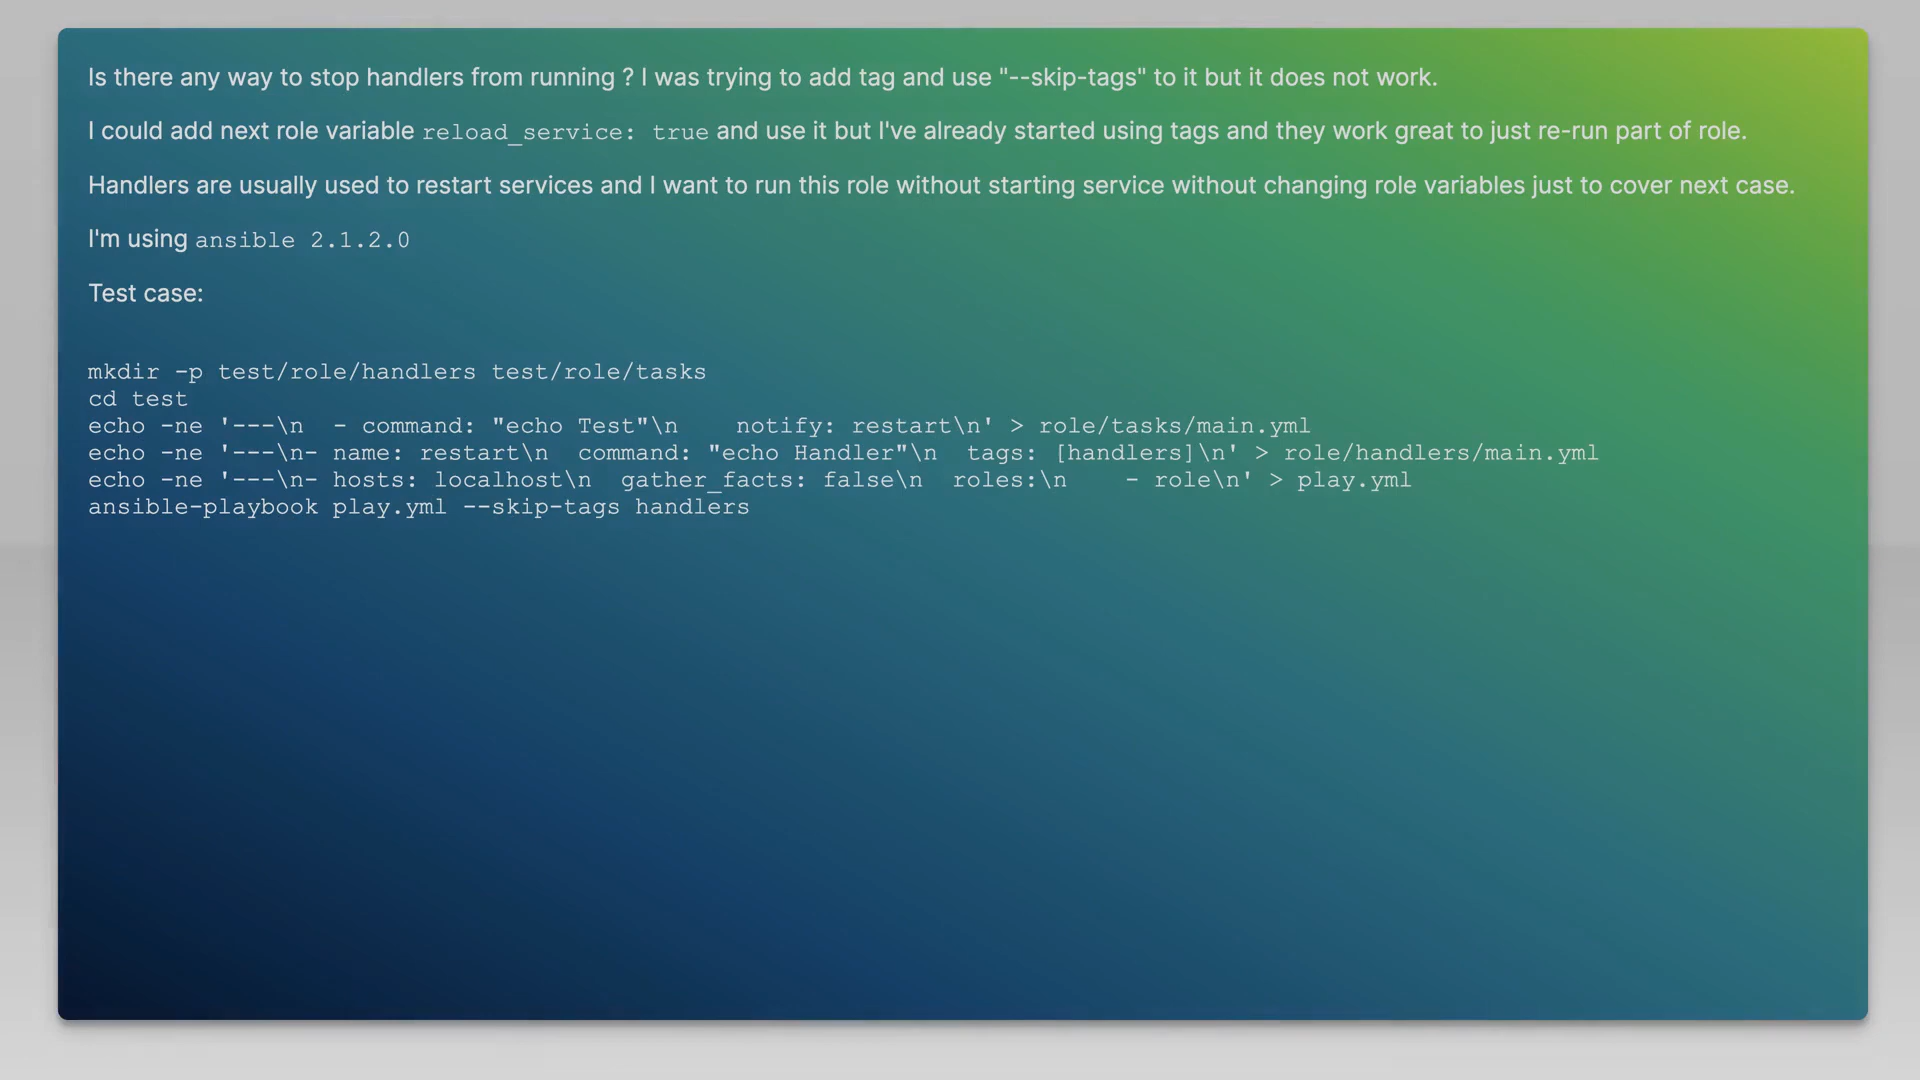 Is there any way to stop handlers from running ? I was trying to add tag and use "--skip-tags" to it but it does not work.
I could add next role variable reload_service: true and use it but I've already started using tags and they work great to just re-run part of role.
Handlers are usually used to restart services and I want to run this role without starting service without changing role variables just to cover next case.
I'm using ansible 2.1.2.0
Test case:
mkdir -p test/role/handlers test/role/tasks
cd test
echo -ne '---\n  - command: "echo Test"\n    notify: restart\n' > role/tasks/main.yml
echo -ne '---\n- name: restart\n  command: "echo Handler"\n  tags: [handlers]\n' > role/handlers/main.yml
echo -ne '---\n- hosts: localhost\n  gather_facts: false\n  roles:\n    - role\n' > play.yml
ansible-playbook play.yml --skip-tags handlers